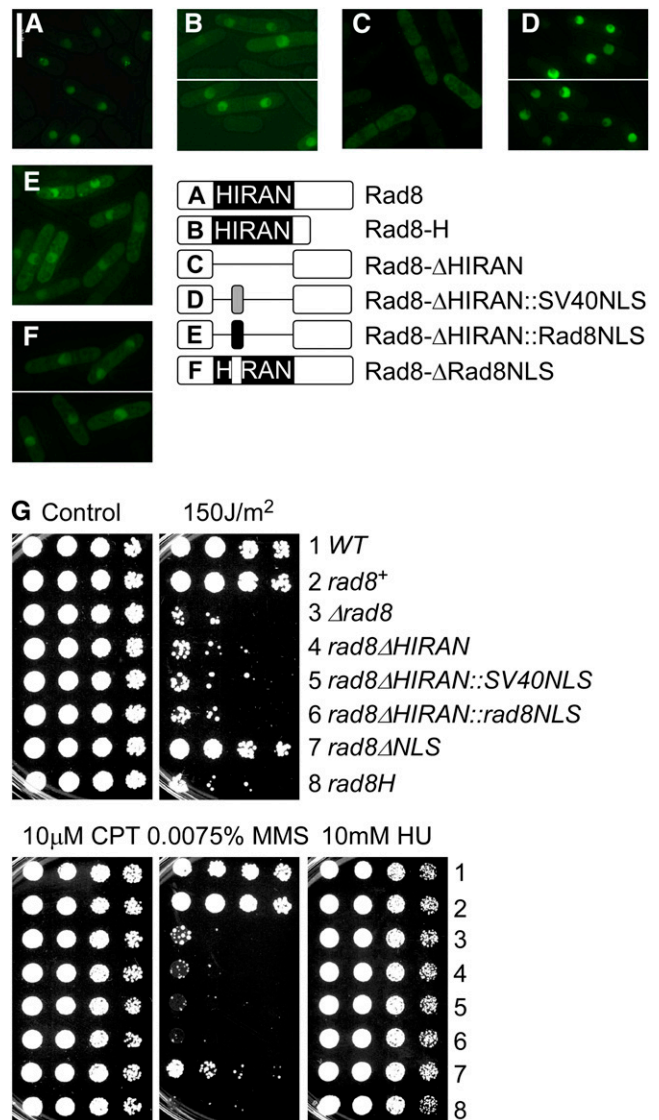 A
B
C
D
E
F
A HIRAN Rad8
B HIRAN Rad8-H
C Rad8-ΔHIRAN
D Rad8-ΔHIRAN::SV40NLS
E Rad8-ΔHIRAN::Rad8NLS
F H RAN Rad8-ΔRad8NLS
G Control 150J/m²
1 WT
2 rad8⁺
3 Δrad8
4 rad8ΔHIRAN
5 rad8ΔHIRAN::SV40NLS
6 rad8ΔHIRAN::rad8NLS
7 rad8ΔNLS
8 rad8H
10μM CPT 0.0075% MMS 10mM HU
1
2
3
4
5
6
7
8